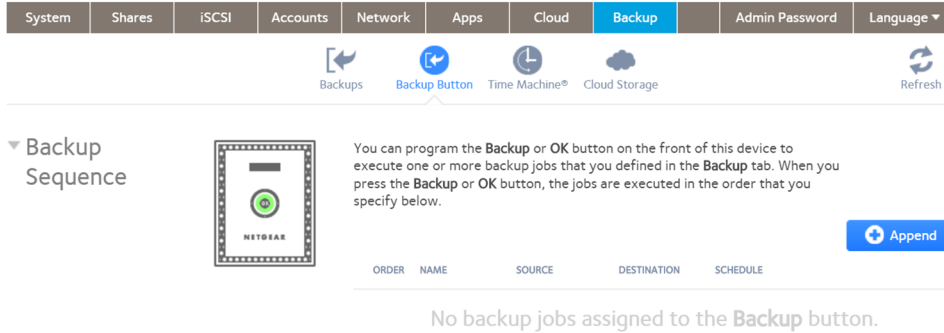 System Shares iSCSI Accounts Network Apps Cloud Backup Admin Password Language ▼
Backups Backup Button Time Machine® Cloud Storage Refresh
Backup
Sequence
OK
NETGEAR
You can program the Backup or OK button on the front of this device to
execute one or more backup jobs that you defined in the Backup tab. When you
press the Backup or OK button, the jobs are executed in the order that you
specify below.
Append
ORDER NAME SOURCE DESTINATION SCHEDULE
No backup jobs assigned to the Backup button.